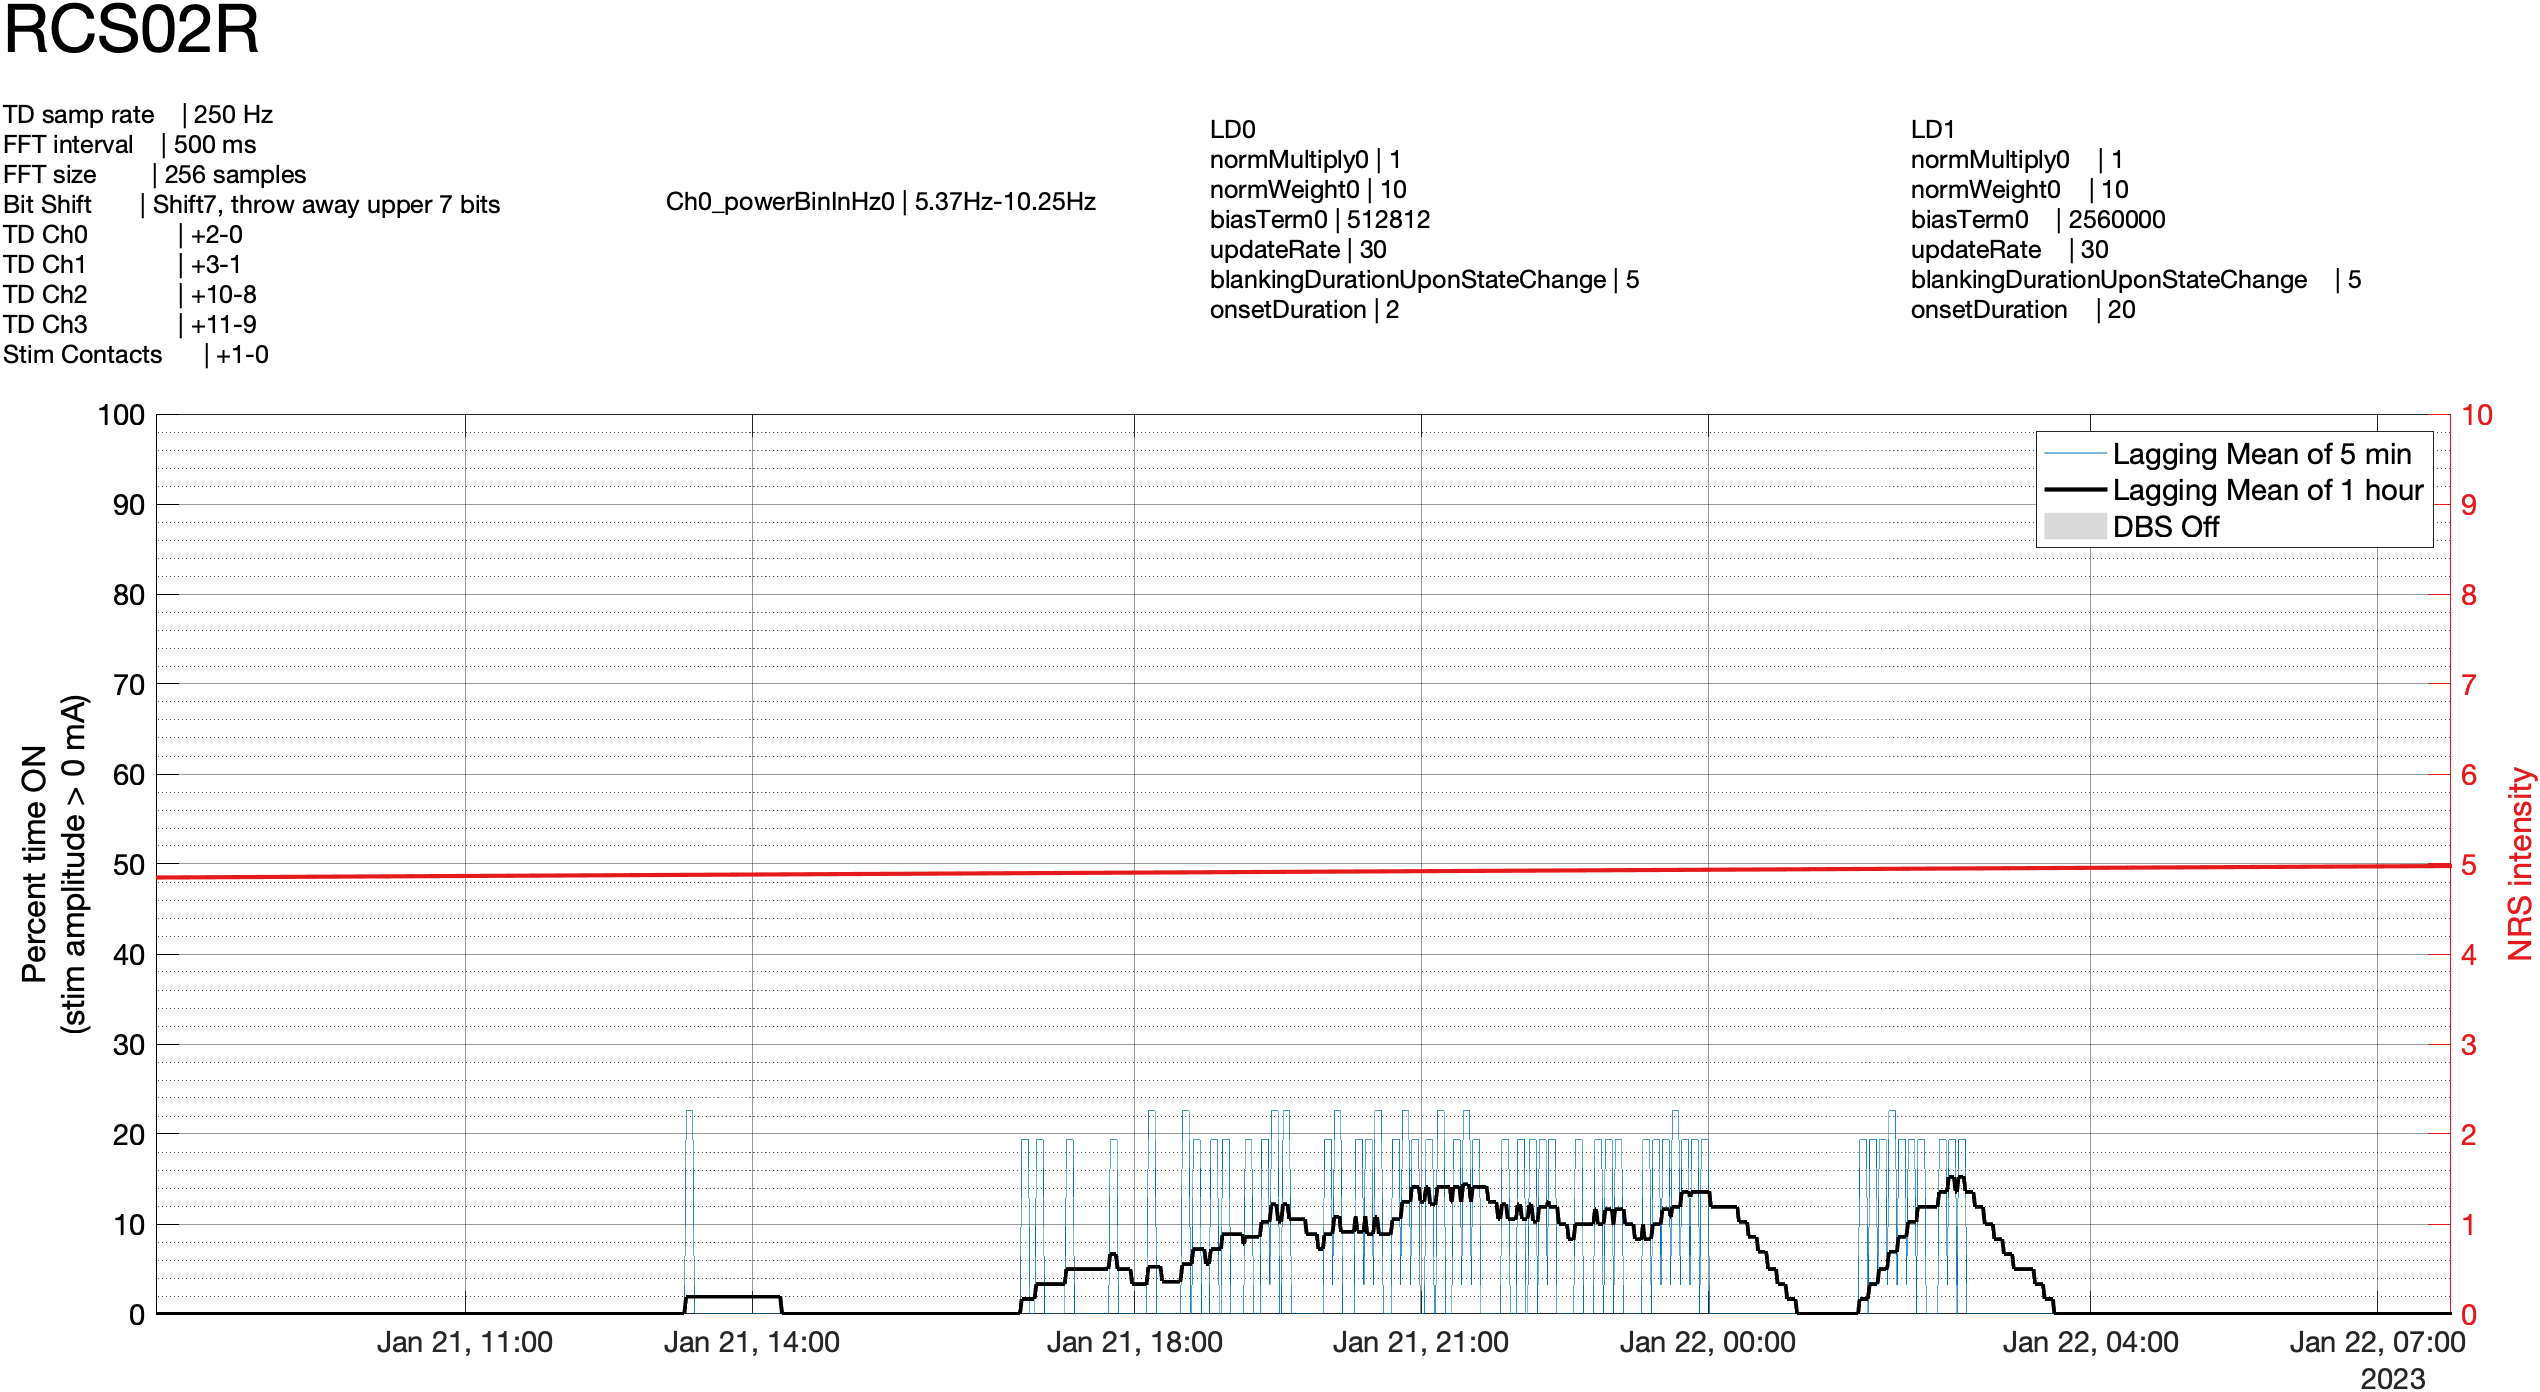 RCS02R
TD samp rate | 250 Hz
FFT interval | 500 ms
FFT size | 256 samples
Bit Shift | Shift7, throw away upper 7 bits
TD Ch0 | +2-0
TD Ch1 | +3-1
TD Ch2 | +10-8
TD Ch3 | +11-9
Stim Contacts | +1-0
Ch0_powerBinInHz0 | 5.37Hz-10.25Hz
LD0
normMultiply0 | 1
normWeight0 | 10
biasTerm0 | 512812
updateRate | 30
blankingDurationUponStateChange | 5
onsetDuration | 2
LD1
normMultiply0 | 1
normWeight0 | 10
biasTerm0 | 2560000
updateRate | 30
blankingDurationUponStateChange | 5
onsetDuration | 20
Percent time ON
(stim amplitude > 0 mA)
100
90
80
70
60
50
40
30
20
10
0
Lagging Mean of 5 min
Lagging Mean of 1 hour
DBS Off
10
9
8
7
6
5
4
3
2
1
0
NRS intensity
Jan 21, 11:00
Jan 21, 14:00
Jan 21, 18:00
Jan 21, 21:00
Jan 22, 00:00
Jan 22, 04:00
Jan 22, 07:00
2023